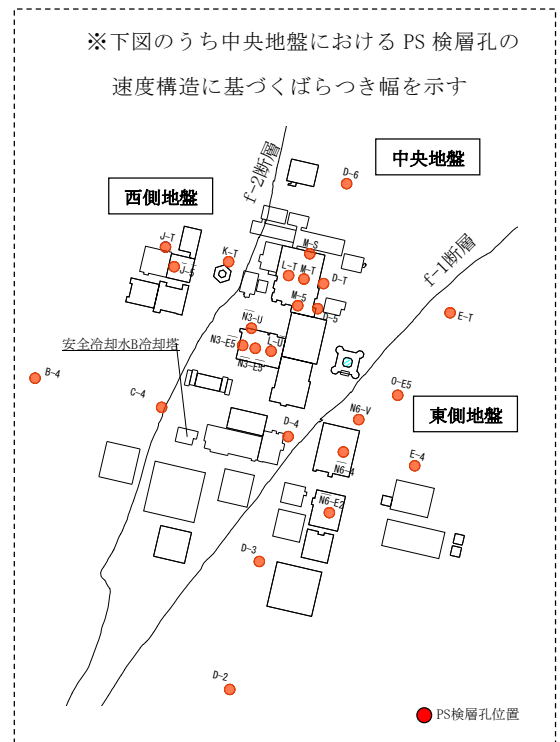 ※下図のうち中央地盤における PS 検層孔の
速度構造に基づくばらつき幅を示す
中央地盤
D-6
f-2断層
西側地盤
J-T
J-5
K-T
M-S
L-T
M-T
D-T
f-1断層
M-5
D-5
E-T
N3-U
N3-E5
N3-E5
L-U
安全冷却水B冷却塔
B-4
C-4
O-E5
N6-V
東側地盤
D-4
N6-4
E-4
N6-E2
D-3
D-2
PS検層孔位置